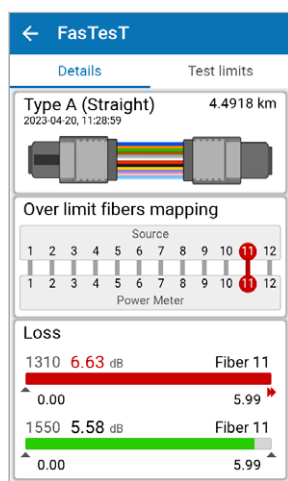 FasTesT
Details Test limits
Type A (Straight) 4.4918 km
2023-04-20, 11:28:59
Over limit fibers mapping
Source
1 2 3 4 5 6 7 8 9 10 11 12
1 2 3 4 5 6 7 8 9 10 11 12
Power Meter
Loss
1310 6.63 dB Fiber 11
0.00 5.99
1550 5.58 dB Fiber 11
0.00 5.99